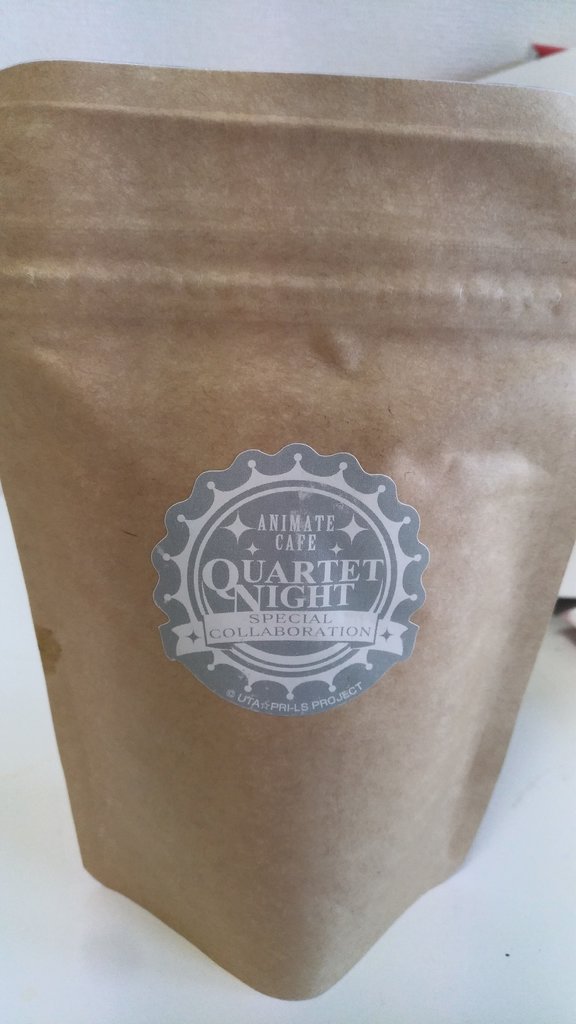 ANIMATE
CAFE
QUARTET
NIGHT
SPECIAL
COLLABORATION
© UTA☆PRI-LS PROJECT